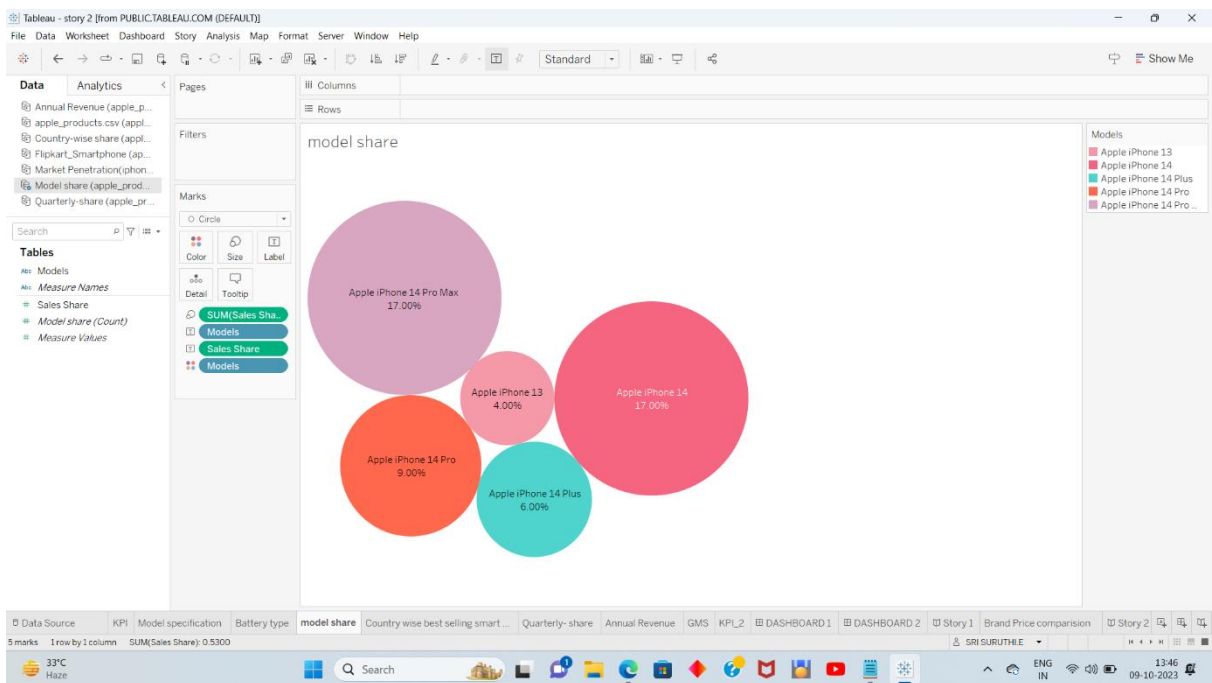 Tableau - story 2 [from PUBLIC.TABLEAU.COM (DEFAULT)]
File Data Worksheet Dashboard Story Analysis Map Format Server Window Help
Standard
Show Me
Data Analytics
Annual Revenue (apple_p...
apple_products.csv (appl...
Country-wise share (appl...
Flipkart_Smartphone (ap...
Market Penetration(iphon...
Model share (apple_prod...
Quarterly-share (apple_pr...
Search
Tables
Abc Models
Abc Measure Names
# Sales Share
# Model share (Count)
# Measure Values
Pages
Filters
Marks
Circle
Color Size Label
Detail Tooltip
SUM(Sales Sha..
Models
Sales Share
Models
Columns
Rows
model share
Apple iPhone 14 Pro Max
17.00%
Apple iPhone 13
4.00%
Apple iPhone 14
17.00%
Apple iPhone 14 Pro
9.00%
Apple iPhone 14 Plus
6.00%
Models
Apple iPhone 13
Apple iPhone 14
Apple iPhone 14 Plus
Apple iPhone 14 Pro
Apple iPhone 14 Pro ..
Data Source KPI Model specification Battery type model share Country wise best selling smart ... Quarterly- share Annual Revenue GMS KPI_2 DASHBOARD 1 DASHBOARD 2 Story 1 Brand Price comparision Story 2
5 marks 1 row by 1 column SUM(Sales Share): 0.5300
SRI SURUTHI.E
33°C
Haze
Search
ENG
IN
13:46
09-10-2023